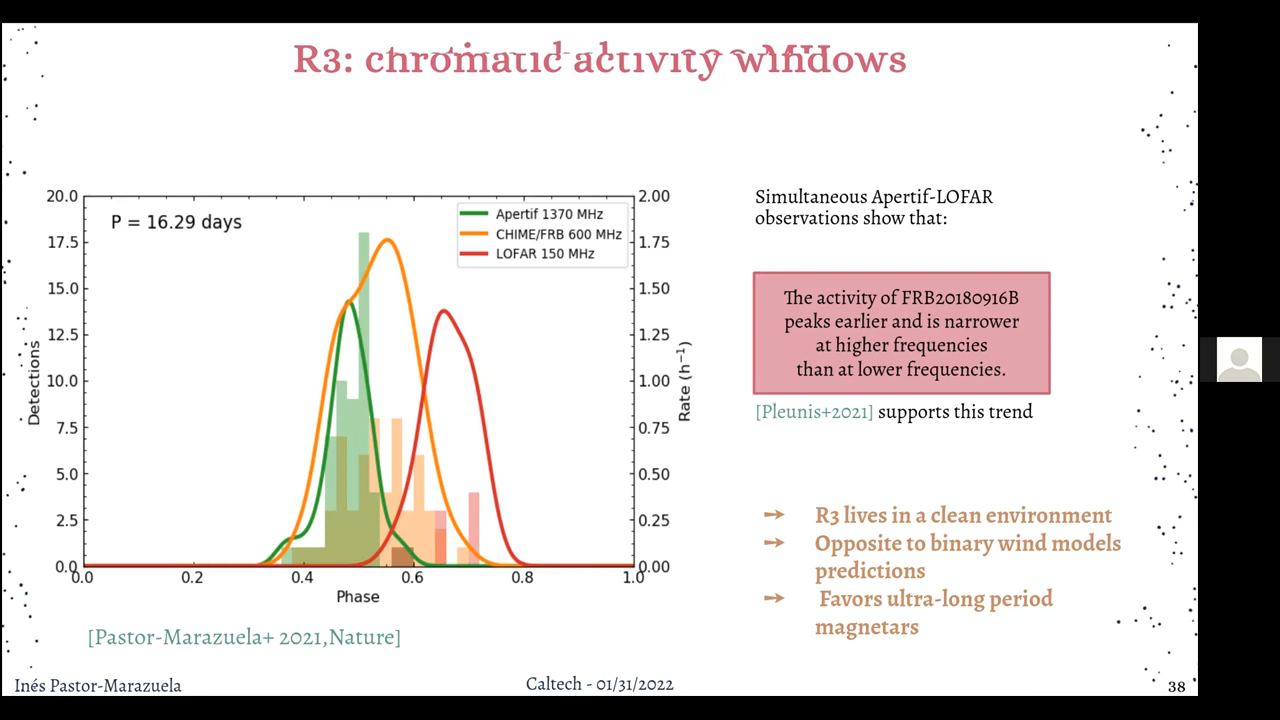 R3: chromatic activity windows
P = 16.29 days
Apertif 1370 MHz
CHIME/FRB 600 MHz
LOFAR 150 MHz
20.0
17.5
15.0
12.5
10.0
7.5
5.0
2.5
0.0
Detections
2.00
1.75
1.50
1.25
1.00
0.75
0.50
0.25
0.00
Rate (h⁻¹)
0.0 0.2 0.4 0.6 0.8 1.0
Phase
[Pastor-Marazuela+ 2021,Nature]
Simultaneous Apertif-LOFAR
observations show that:
The activity of FRB20180916B
peaks earlier and is narrower
at higher frequencies
than at lower frequencies.
[Pleunis+2021] supports this trend
→ R3 lives in a clean environment
→ Opposite to binary wind models
predictions
→ Favors ultra-long period
magnetars
Inés Pastor-Marazuela
Caltech - 01/31/2022
38